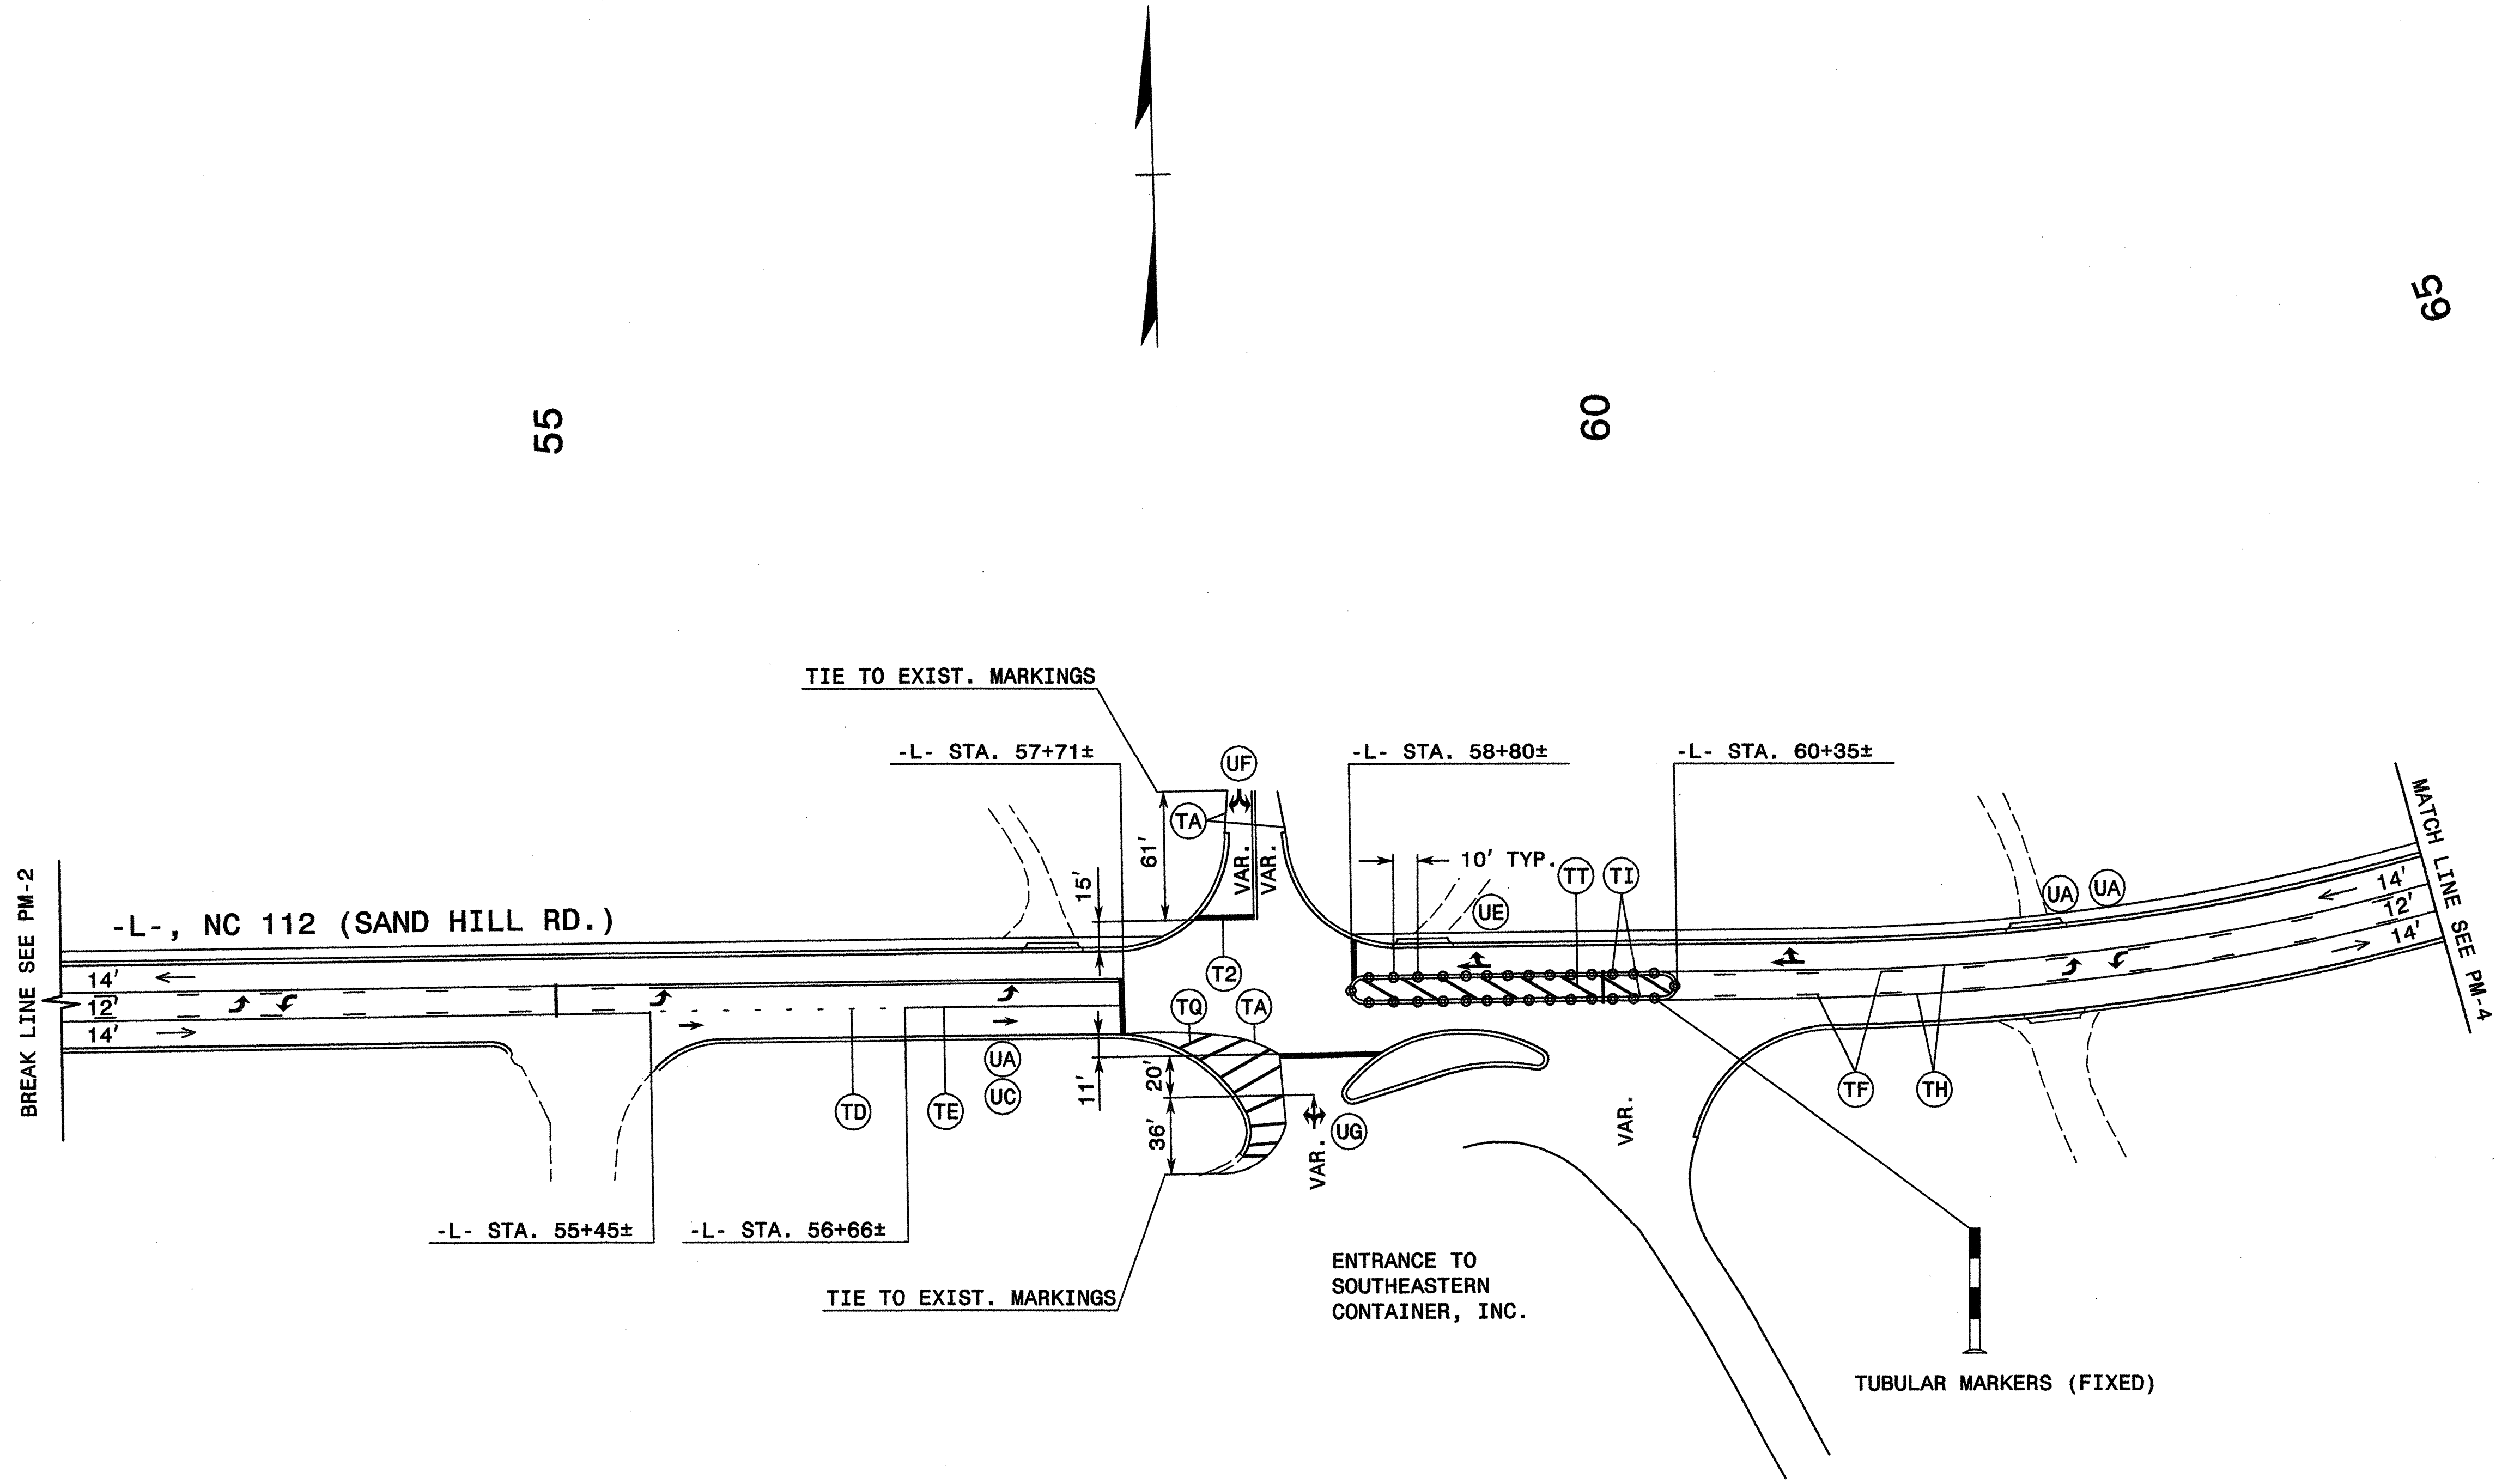 65
55
60
TIE TO EXIST. MARKINGS
-L- STA. 57+71±
UF
-L- STA. 58+80±
-L- STA. 60+35±
TA
61'
VAR.
VAR.
15'
10' TYP.
TT
TI
UE
UA
UA
MATCH LINE SEE PM-4
BREAK LINE SEE PM-2
-L-, NC 112 (SAND HILL RD.)
14'
12'
14'
14'
12'
14'
T2
TQ
TA
UA
UC
11'
20'
36'
TD
TE
UG
VAR.
VAR.
TF
TH
-L- STA. 55+45±
-L- STA. 56+66±
TIE TO EXIST. MARKINGS
ENTRANCE TO
SOUTHEASTERN
CONTAINER, INC.
TUBULAR MARKERS (FIXED)